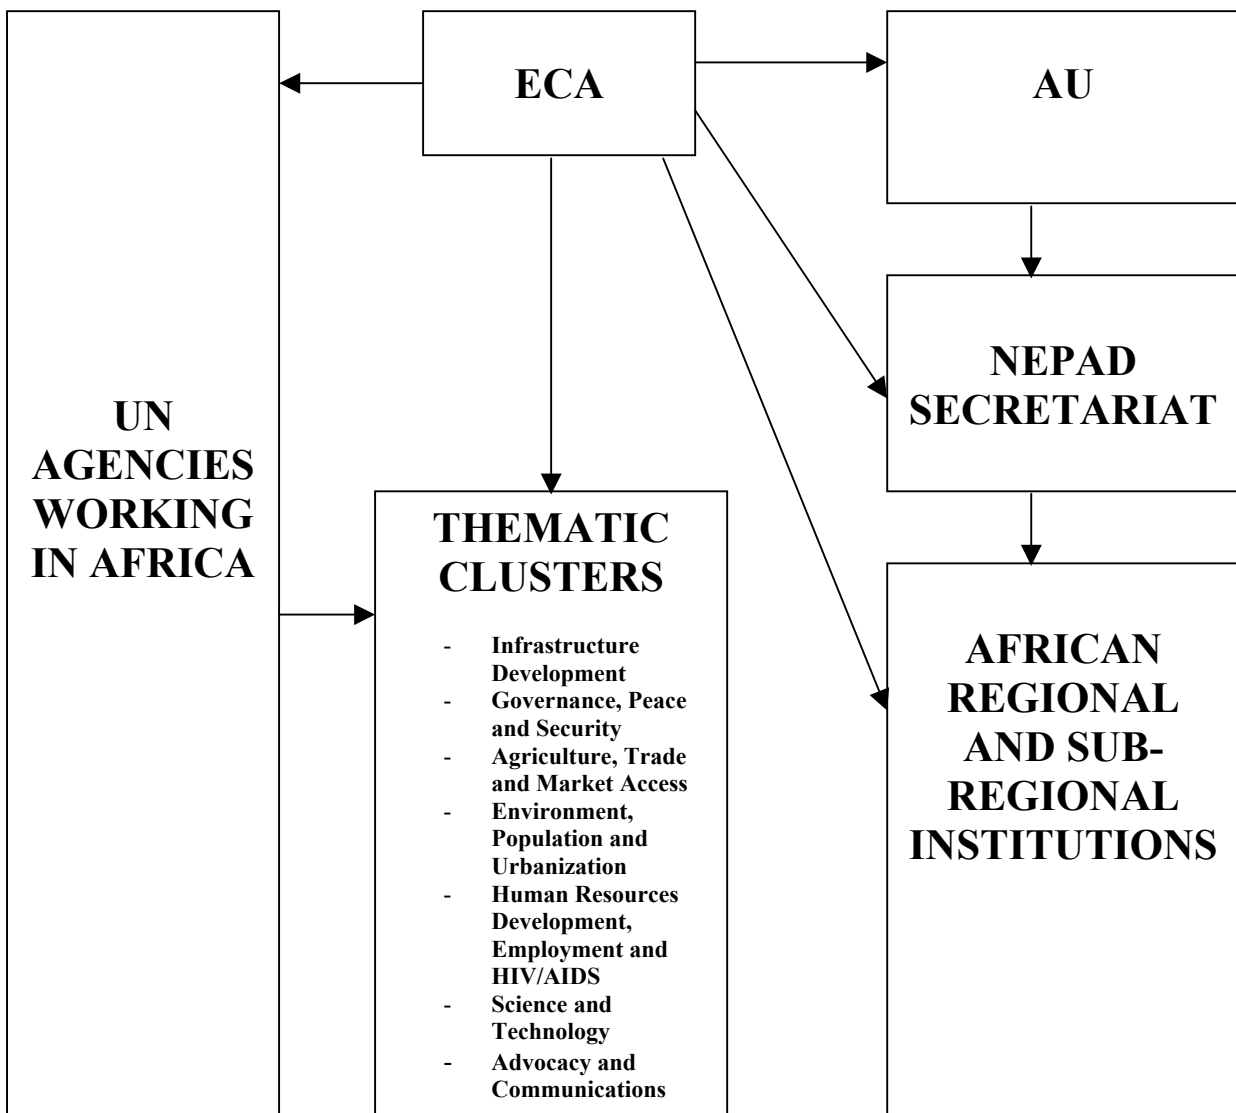 ECA
AU
UN
AGENCIES
WORKING
IN AFRICA
THEMATIC
CLUSTERS
- Infrastructure
Development
- Governance, Peace
and Security
- Agriculture, Trade
and Market Access
- Environment,
Population and
Urbanization
- Human Resources
Development,
Employment and
HIV/AIDS
- Science and
Technology
- Advocacy and
Communications
NEPAD
SECRETARIAT
AFRICAN
REGIONAL
AND SUB-
REGIONAL
INSTITUTIONS